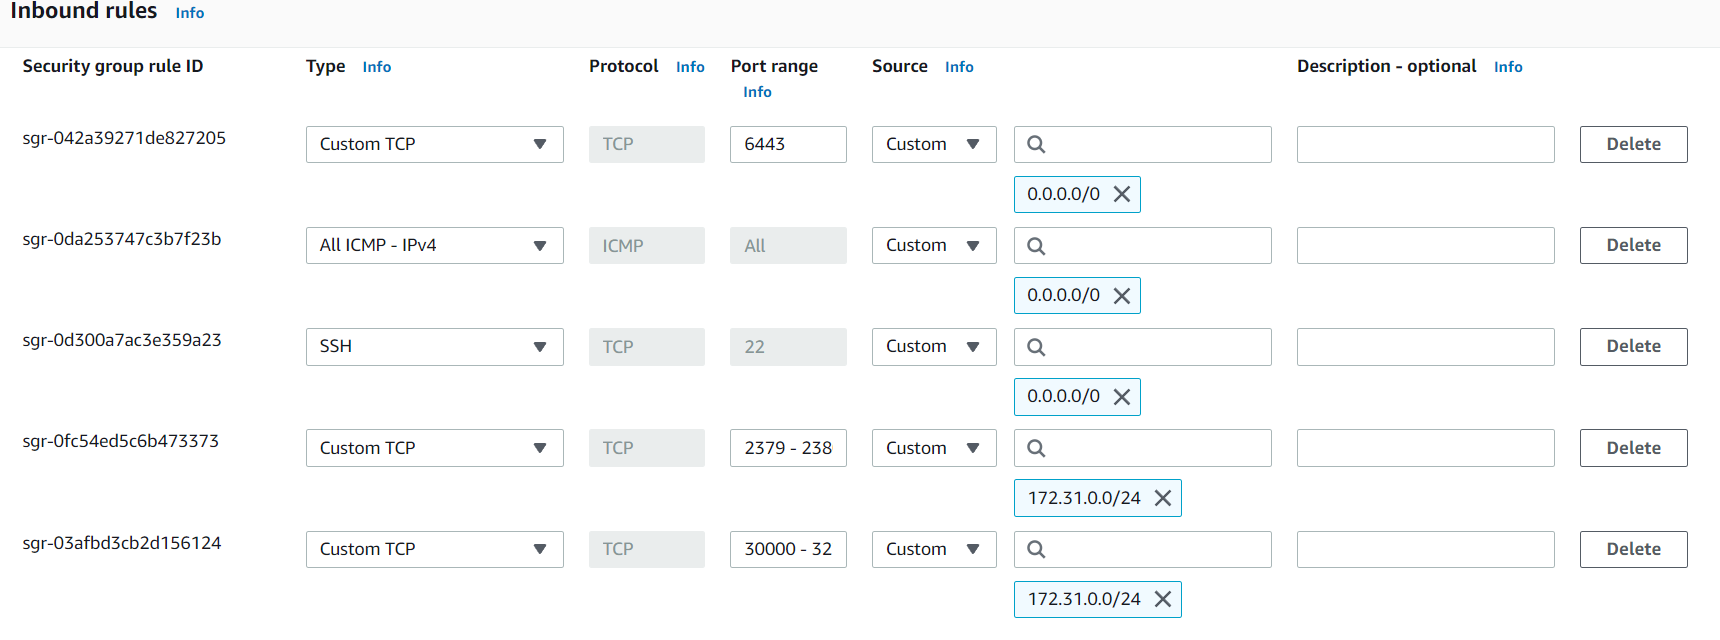 Inbound rules Info
Security group rule ID Type Info Protocol Info Port range Info Source Info Description - optional Info
sgr-042a39271de827205 Custom TCP TCP 6443 Custom Delete
0.0.0.0/0
sgr-0da253747c3b7f23b All ICMP - IPv4 ICMP All Custom Delete
0.0.0.0/0
sgr-0d300a7ac3e359a23 SSH TCP 22 Custom Delete
0.0.0.0/0
sgr-0fc54ed5c6b473373 Custom TCP TCP 2379 - 238 Custom Delete
172.31.0.0/24
sgr-03afbd3cb2d156124 Custom TCP TCP 30000 - 32 Custom Delete
172.31.0.0/24